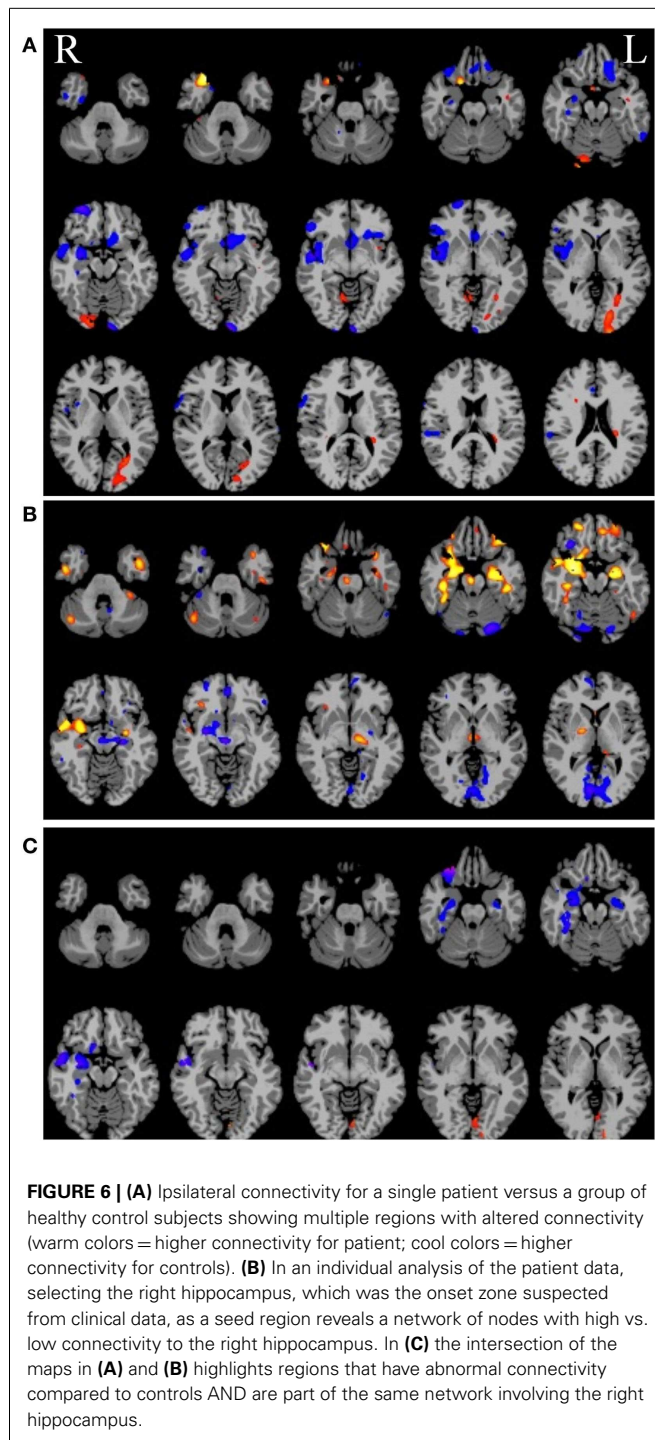 A
R
L
B
C
FIGURE 6 | (A) Ipsilateral connectivity for a single patient versus a group of
healthy control subjects showing multiple regions with altered connectivity
(warm colors = higher connectivity for patient; cool colors = higher
connectivity for controls). (B) In an individual analysis of the patient data,
selecting the right hippocampus, which was the onset zone suspected
from clinical data, as a seed region reveals a network of nodes with high vs.
low connectivity to the right hippocampus. In (C) the intersection of the
maps in (A) and (B) highlights regions that have abnormal connectivity
compared to controls AND are part of the same network involving the right
hippocampus.